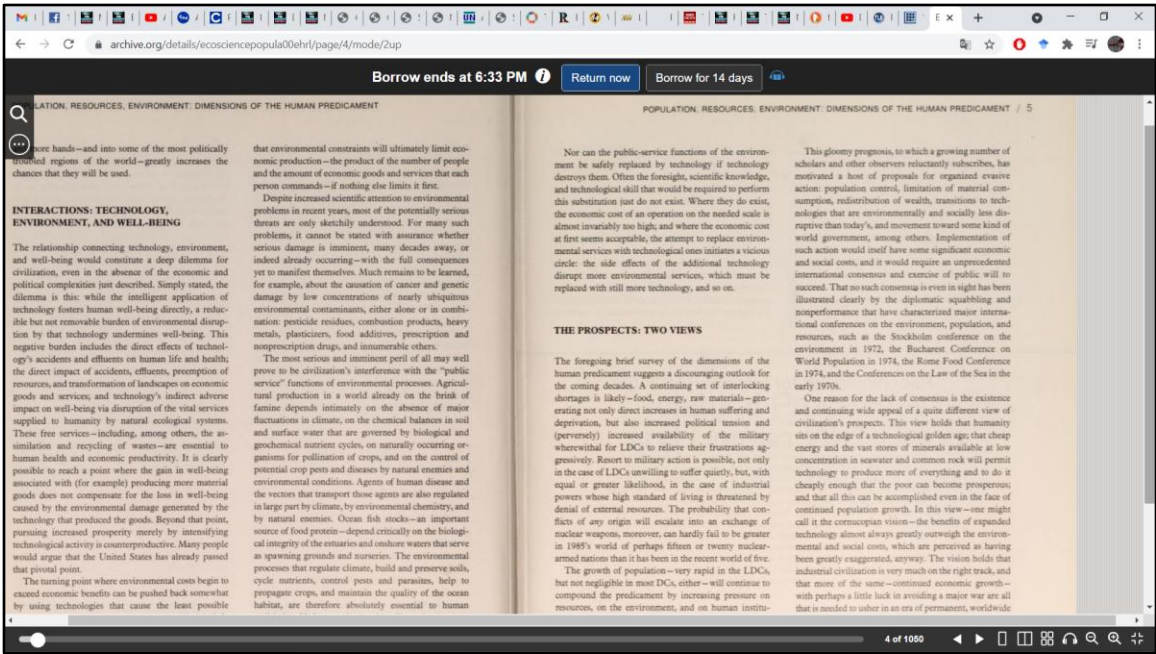 archive.org/details/ecosciencepopula00ehrl/page/4/mode/2up
Borrow ends at 6:33 PM
Return now
Borrow for 14 days
ULATION, RESOURCES, ENVIRONMENT: DIMENSIONS OF THE HUMAN PREDICAMENT
more hands—and into some of the most politically
troubled regions of the world—greatly increases the
chances that they will be used.
INTERACTIONS: TECHNOLOGY,
ENVIRONMENT, AND WELL-BEING
The relationship connecting technology, environment,
and well-being would constitute a deep dilemma for
civilization, even in the absence of the economic and
political complexities just described. Simply stated, the
dilemma is this: while the intelligent application of
technology fosters human well-being directly, a reduc-
ible but not removable burden of environmental disrup-
tion by that technology undermines well-being. This
negative burden includes the direct effects of technol-
ogy's accidents and effluents on human life and health;
the direct impact of accidents, effluents, preemption of
resources, and transformation of landscapes on economic
goods and services; and technology's indirect adverse
impact on well-being via disruption of the vital services
supplied to humanity by natural ecological systems.
These free services—including, among others, the as-
similation and recycling of wastes—are essential to
human health and economic productivity. It is clearly
possible to reach a point where the gain in well-being
associated with (for example) producing more material
goods does not compensate for the loss in well-being
caused by the environmental damage generated by the
technology that produced the goods. Beyond that point,
pursuing increased prosperity merely by intensifying
technological activity is counterproductive. Many people
would argue that the United States has already passed
that pivotal point.
The turning point where environmental costs begin to
exceed economic benefits can be pushed back somewhat
by using technologies that cause the least possible
that environmental constraints will ultimately limit eco-
nomic production—the product of the number of people
and the amount of economic goods and services that each
person commands—if nothing else limits it first.
Despite increased scientific attention to environmental
problems in recent years, most of the potentially serious
threats are only sketchily understood. For many such
problems, it cannot be stated with assurance whether
serious damage is imminent, many decades away, or
indeed already occurring—with the full consequences
yet to manifest themselves. Much remains to be learned,
for example, about the causation of cancer and genetic
damage by low concentrations of nearly ubiquitous
environmental contaminants, either alone or in combi-
nation: pesticide residues, combustion products, heavy
metals, plasticizers, food additives, prescription and
nonprescription drugs, and innumerable others.
The most serious and imminent peril of all may well
prove to be civilization's interference with the "public
service" functions of environmental processes. Agricul-
tural production in a world already on the brink of
famine depends intimately on the absence of major
fluctuations in climate, on the chemical balances in soil
and surface water that are governed by biological and
geochemical nutrient cycles, on naturally occurring or-
ganisms for pollination of crops, and on the control of
potential crop pests and diseases by natural enemies and
environmental conditions. Agents of human disease and
the vectors that transport those agents are also regulated
in large part by climate, by environmental chemistry, and
by natural enemies. Ocean fish stocks—an important
source of food protein—depend critically on the biologi-
cal integrity of the estuaries and onshore waters that serve
as spawning grounds and nurseries. The environmental
processes that regulate climate, build and preserve soils,
cycle nutrients, control pests and parasites, help to
propagate crops, and maintain the quality of the ocean
habitat, are therefore absolutely essential to human
POPULATION, RESOURCES, ENVIRONMENT: DIMENSIONS OF THE HUMAN PREDICAMENT / 5
Nor can the public-service functions of the environ-
ment be safely replaced by technology if technology
destroys them. Often the foresight, scientific knowledge,
and technological skill that would be required to perform
this substitution just do not exist. Where they do exist,
the economic cost of an operation on the needed scale is
almost invariably too high; and where the economic cost
at first seems acceptable, the attempt to replace environ-
mental services with technological ones initiates a vicious
circle: the side effects of the additional technology
disrupt more environmental services, which must be
replaced with still more technology, and so on.
THE PROSPECTS: TWO VIEWS
The foregoing brief survey of the dimensions of the
human predicament suggests a discouraging outlook for
the coming decades. A continuing set of interlocking
shortages is likely—food, energy, raw materials—gen-
erating not only direct increases in human suffering and
deprivation, but also increased political tension and
(perversely) increased availability of the military
wherewithal for LDCs to relieve their frustrations ag-
gressively. Resort to military action is possible, not only
in the case of LDCs unwilling to suffer quietly, but, with
equal or greater likelihood, in the case of industrial
powers whose high standard of living is threatened by
denial of external resources. The probability that con-
flicts of any origin will escalate into an exchange of
nuclear weapons, moreover, can hardly fail to be greater
in 1985's world of perhaps fifteen or twenty nuclear-
armed nations than it has been in the recent world of five.
The growth of population—very rapid in the LDCs,
but not negligible in most DCs, either—will continue to
compound the predicament by increasing pressure on
resources, on the environment, and on human institu-
This gloomy prognosis, to which a growing number of
scholars and other observers reluctantly subscribes, has
motivated a host of proposals for organized evasive
action: population control, limitation of material con-
sumption, redistribution of wealth, transitions to tech-
nologies that are environmentally and socially less dis-
ruptive than today's, and movement toward some kind of
world government, among others. Implementation of
such action would itself have some significant economic
and social costs, and it would require an unprecedented
international consensus and exercise of public will to
succeed. That no such consensus is even in sight has been
illustrated clearly by the diplomatic squabbling and
nonperformance that have characterized major interna-
tional conferences on the environment, population, and
resources, such as the Stockholm conference on the
environment in 1972, the Bucharest Conference on
World Population in 1974, the Rome Food Conference
in 1974, and the Conferences on the Law of the Sea in the
early 1970s.
One reason for the lack of consensus is the existence
and continuing wide appeal of a quite different view of
civilization's prospects. This view holds that humanity
sits on the edge of a technological golden age; that cheap
energy and the vast stores of minerals available at low
concentration in seawater and common rock will permit
technology to produce more of everything and to do it
cheaply enough that the poor can become prosperous;
and that all this can be accomplished even in the face of
continued population growth. In this view—one might
call it the cornucopian vision—the benefits of expanded
technology almost always greatly outweigh the environ-
mental and social costs, which are perceived as having
been greatly exaggerated, anyway. The vision holds that
industrial civilization is very much on the right track, and
that more of the same—continued economic growth—
with perhaps a little luck in avoiding a major war are all
that is needed to usher in an era of permanent, worldwide
4 of 1050